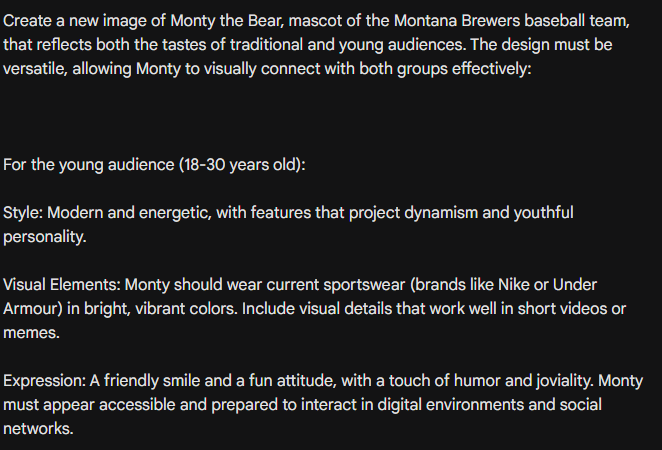 Create a new image of Monty the Bear, mascot of the Montana Brewers baseball team,
that reflects both the tastes of traditional and young audiences. The design must be
versatile, allowing Monty to visually connect with both groups effectively:
For the young audience (18-30 years old):
Style: Modern and energetic, with features that project dynamism and youthful
personality.
Visual Elements: Monty should wear current sportswear (brands like Nike or Under
Armour) in bright, vibrant colors. Include visual details that work well in short videos or
memes.
Expression: A friendly smile and a fun attitude, with a touch of humor and joviality. Monty
must appear accessible and prepared to interact in digital environments and social
networks.